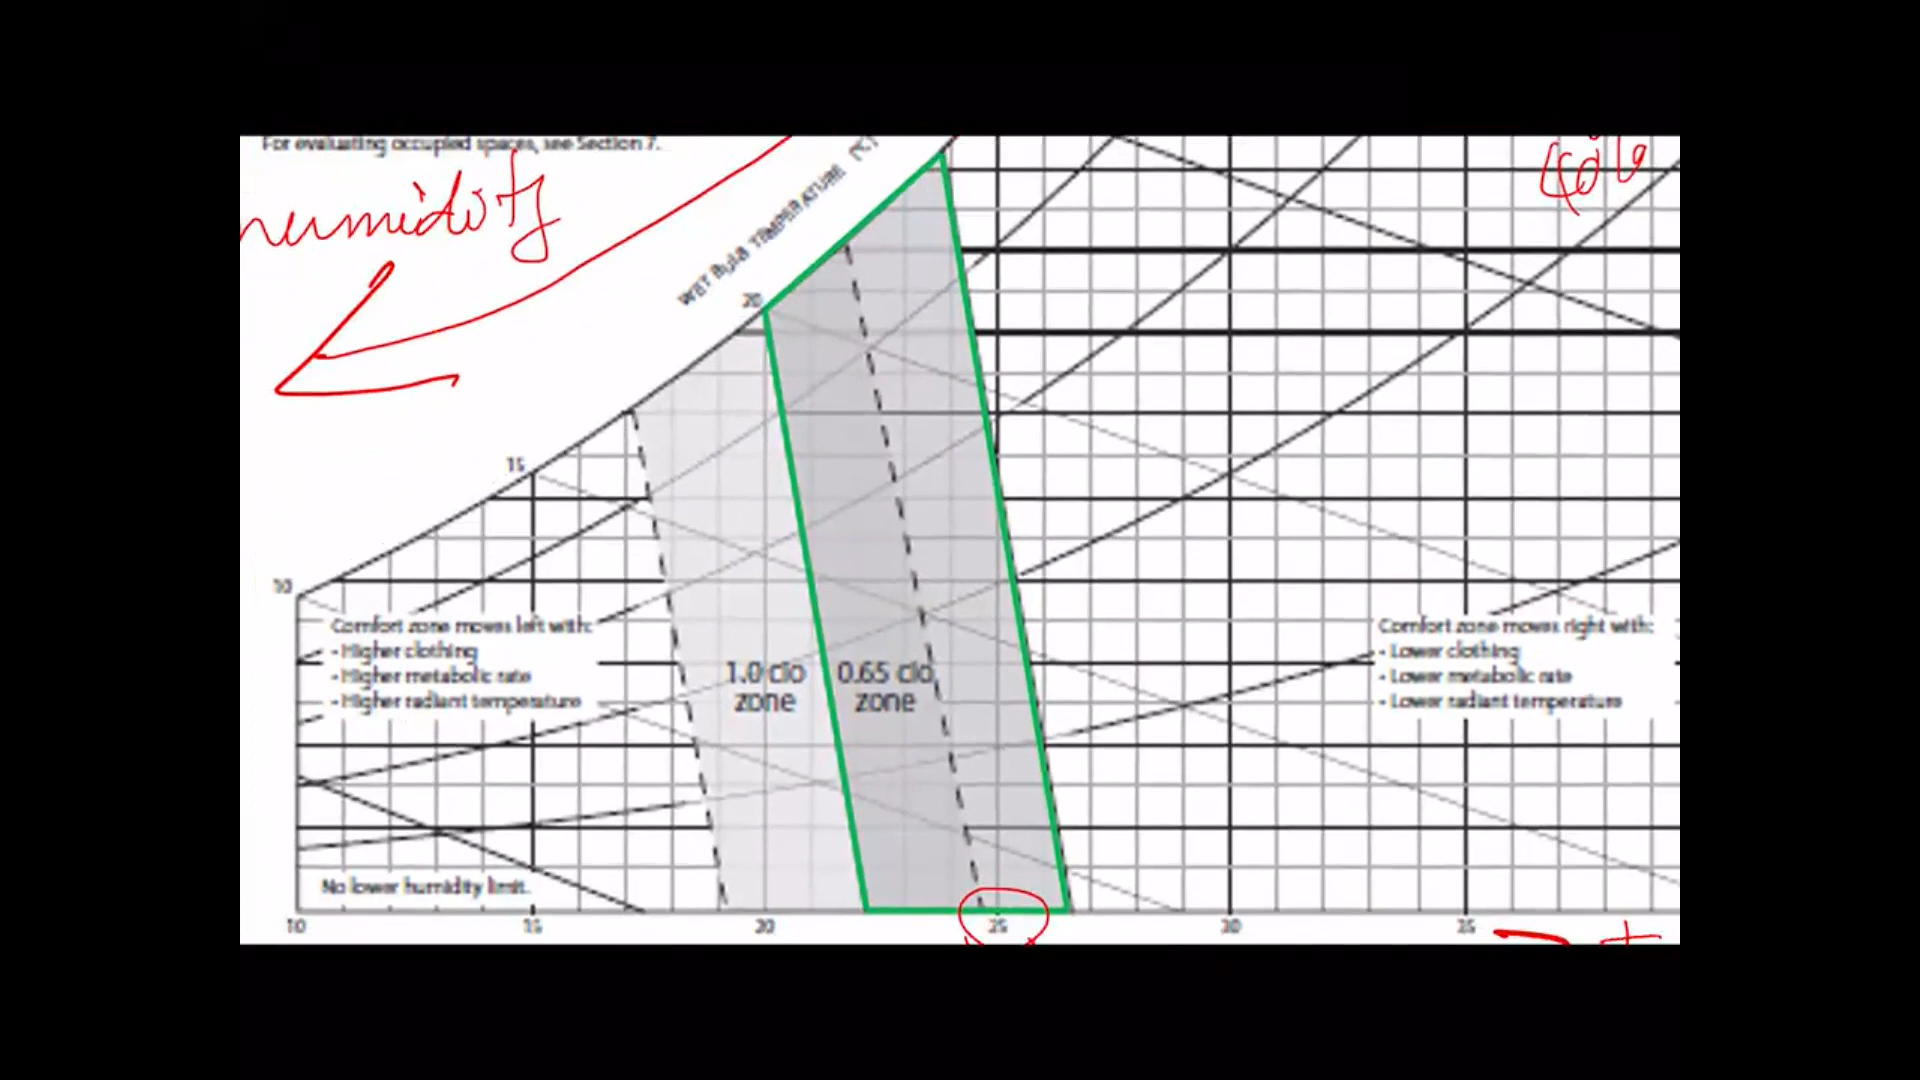 For evaluating occupied spaces, see Section 7.
humidity
WET BULB TEMPERATURE (°C)
20
15
10
Comfort zone moves left with:
- Higher clothing
- Higher metabolic rate
- Higher radiant temperature
1.0 clo
zone
0.65 clo
zone
Comfort zone moves right with:
- Lower clothing
- Lower metabolic rate
- Lower radiant temperature
No lower humidity limit.
10 15 20 25 30 35